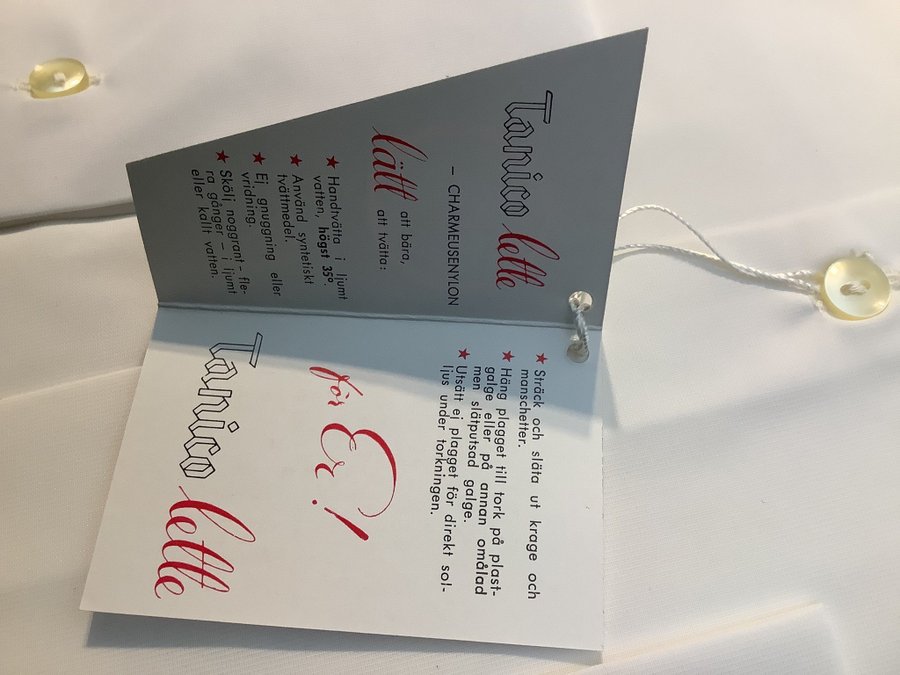 Tanico lette
– CHARMEUSENYLON
lätt att bära,
att tvätta:
★ Handtvätta i ljumt
vatten, högst 35°
★ Använd syntetiskt
tvättmedel.
★ Ej gnuggning eller
vridning.
★ Skölj noggrant – fle-
ra gånger – i ljumt
eller kallt vatten.
★ Sträck och släta ut krage och
manschetter.
★ Häng plagget till tork på plast-
galge eller på annan omålad
men slätputsad galge.
★ Utsätt ej plagget för direkt sol-
ljus under torkningen.
för Er!
Tanico lette